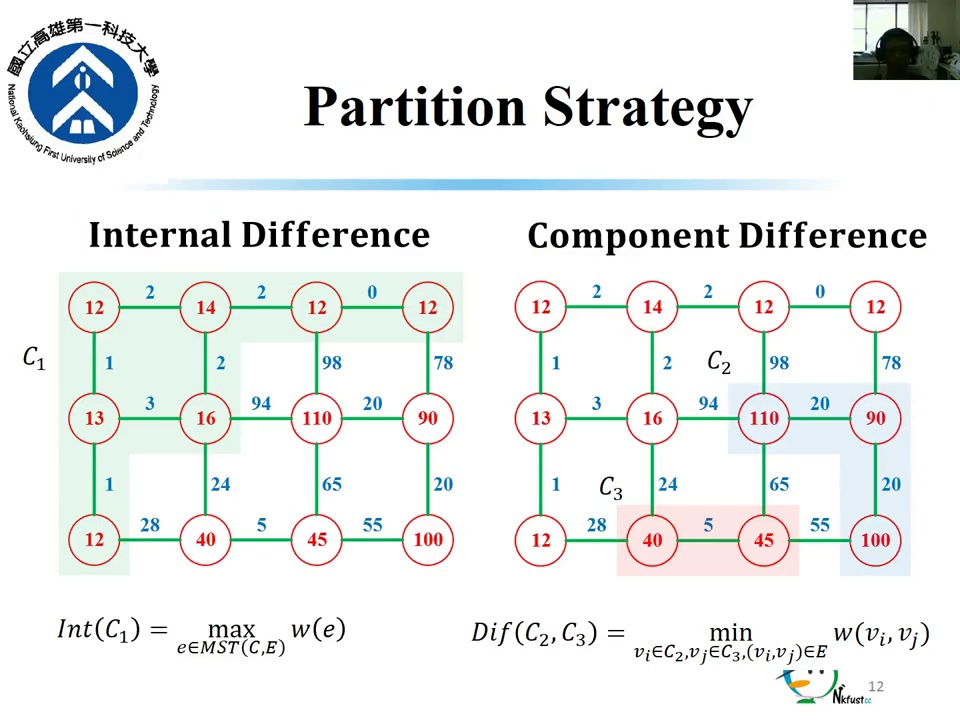 國立高雄第一科技大學
National Kaohsiung First University of Science and Technology
Partition Strategy
Internal Difference
12 2 14 2 12 0 12
C₁ 1 2 98 78
13 3 16 94 110 20 90
1 24 65 20
12 28 40 5 45 55 100
Int(C₁) = max w(e)
e∈MST(C,E)
Component Difference
12 2 14 2 12 0 12
1 2 C₂ 98 78
13 3 16 94 110 20 90
1 C₃ 24 65 20
12 28 40 5 45 55 100
Dif(C₂, C₃) = min w(vᵢ, vⱼ)
vᵢ∈C₂,vⱼ∈C₃,(vᵢ,vⱼ)∈E
Nkfust cc
12